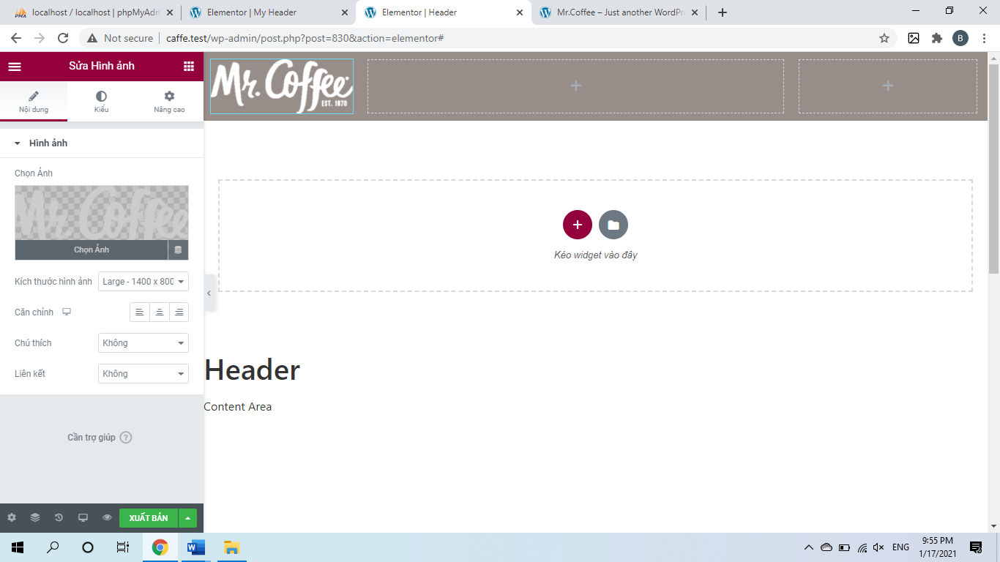 localhost / localhost | phpMyAdm
Elementor | My Header
Elementor | Header
Mr.Coffee – Just another WordPr
Not secure | caffe.test/wp-admin/post.php?post=830&action=elementor#
B
Sửa Hình ảnh
Nội dung
Kiểu
Nâng cao
Hình ảnh
Chọn Ảnh
Mr. Coffee
Chọn Ảnh
Kích thước hình ảnh
Large - 1400 x 800
Căn chỉnh
Chú thích
Không
Liên kết
Không
Cần trợ giúp ?
XUẤT BẢN
Mr. Coffee
EST. 1970
Kéo widget vào đây
Header
Content Area
ENG
9:55 PM
1/17/2021